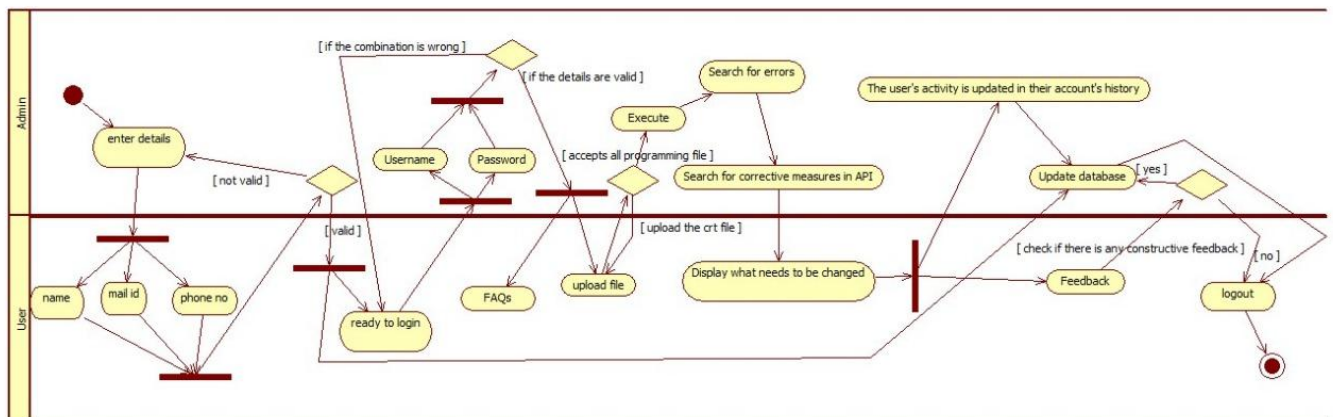 Admin
[ if the combination is wrong ]
[ if the details are valid ]
Search for errors
The user's activity is updated in their account's history
Execute
enter details
Username
Password
[ accepts all programming file ]
[ not valid ]
Search for corrective measures in API
Update database
[ yes ]
User
[ valid ]
[ upload the crt file ]
[ check if there is any constructive feedback ]
[ no ]
name
mail id
phone no
ready to login
FAQs
upload file
Display what needs to be changed
Feedback
logout